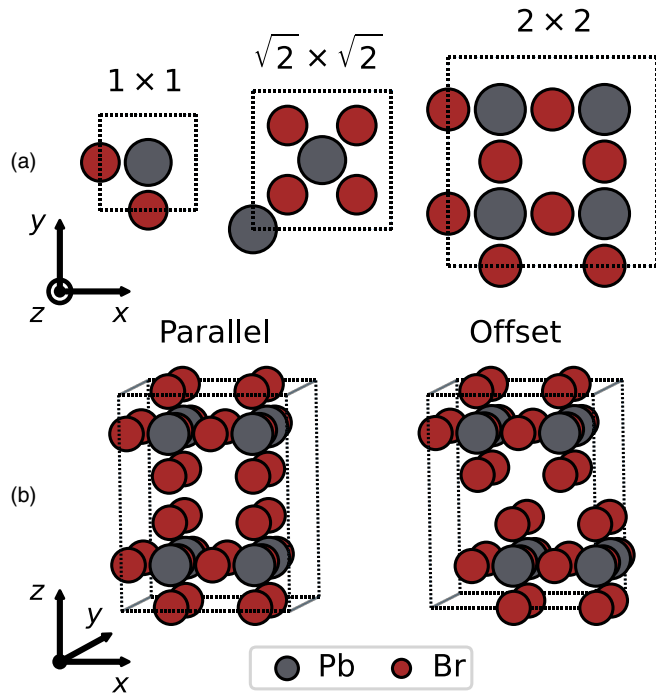 1 × 1
√2 × √2
2 × 2
(a)
y
z
x
Parallel
Offset
(b)
z
y
x
Pb
Br